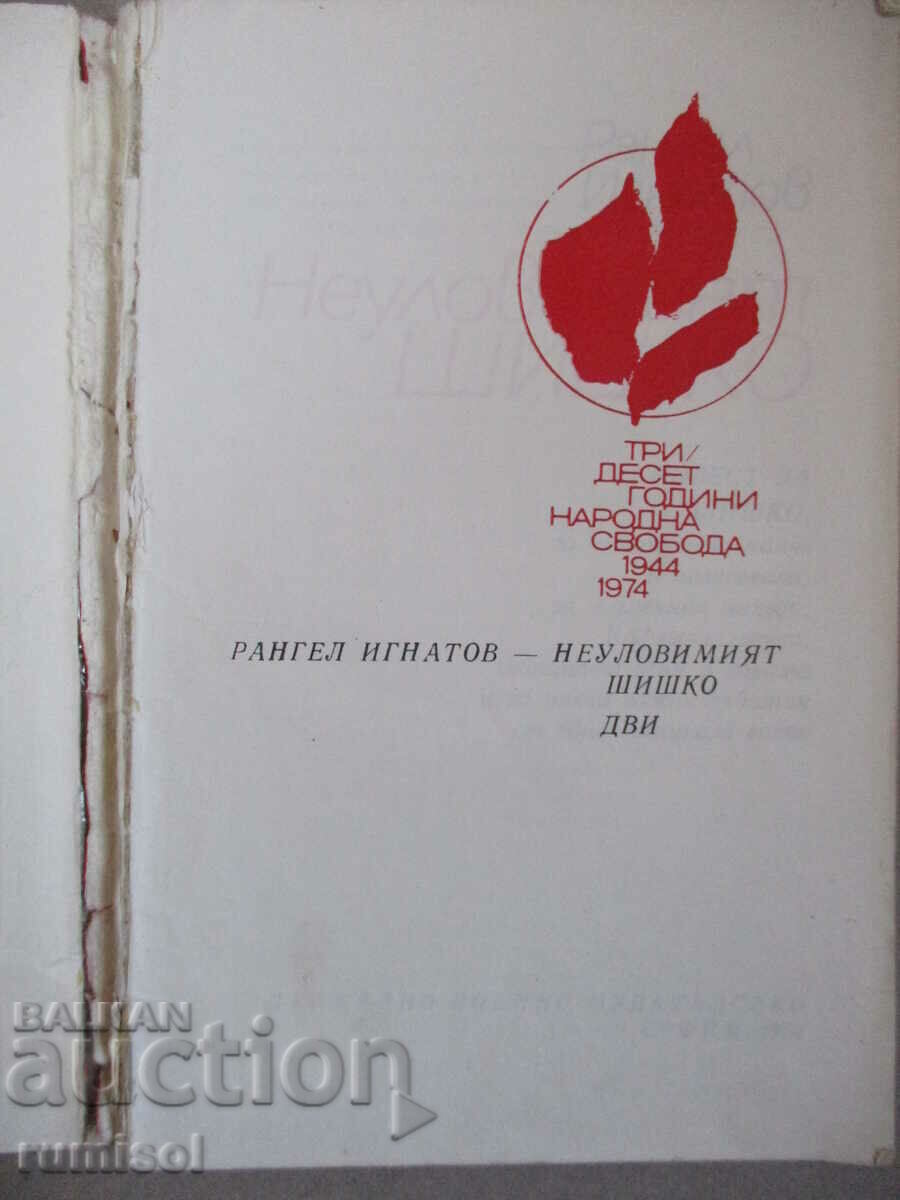 ТРИ/
ДЕСЕТ
ГОДИНИ
НАРОДНА
СВОБОДА
1944
1974
РАНГЕЛ ИГНАТОВ — НЕУЛОВИМИЯТ
ШИШКО
ДВИ
BALKAN
auction
rumisol